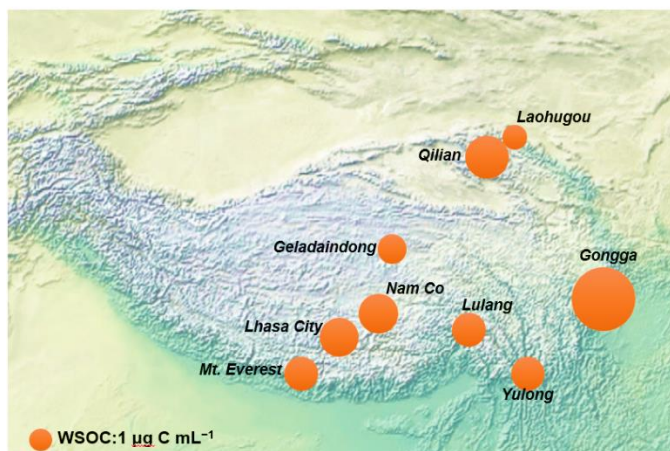 Laohugou
Qilian
Geladaindong
Gongga
Nam Co
Lulang
Lhasa City
Mt. Everest
Yulong
WSOC:1 µg C mL⁻¹